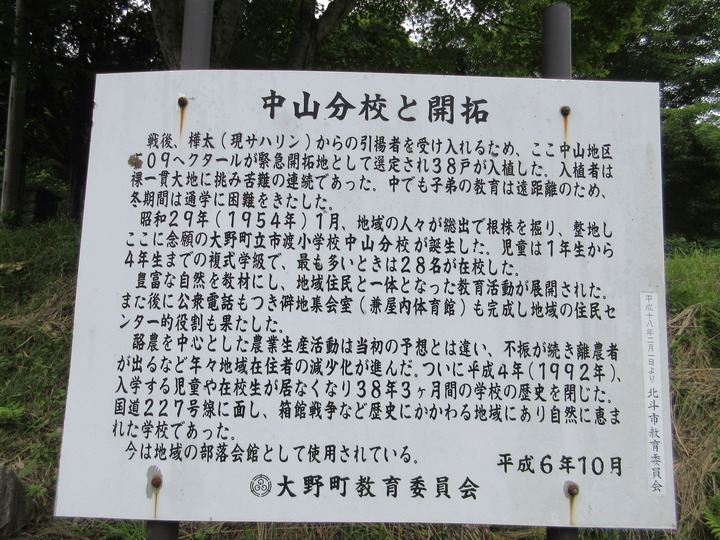 中山分校と開拓
戦後、樺太(現サハリン)からの引揚者を受け入れるため、ここ中山地区
09ヘクタールが緊急開拓地として選定され38戸が入植した。入植者は
裸一貫大地に挑み苦難の連続であった。中でも子弟の教育は遠距離のため、
冬期間は通学に困難をきたした。
昭和29年(1954年)1月、地域の人々が総出で根株を掘り、整地し
ここに念願の大野町立市渡小学校中山分校が誕生した。児童は1年生から
4年生までの複式学級で、最も多いときは28名が在校した。
豊富な自然を教材にし、地域住民と一体となった教育活動が展開された。
また後に公衆電話もつき僻地集会室(兼屋内体育館)も完成し地域の住民セ
ンター的役割も果たした。
酪農を中心とした農業生産活動は当初の予想とは違い、不振が続き離農者
が出るなど年々地域在住者の減少化が進んだ。ついに平成4年(1992年)、
入学する児童や在校生が居なくなり38年3ヶ月間の学校の歴史を閉じた。
国道227号線に面し、箱館戦争など歴史にかかわる地域にあり自然に恵ま
れた学校であった。
今は地域の部落会館として使用されている。
平成6年10月
大野町教育委員会
平成十八年二月一日より 北斗市教育委員会